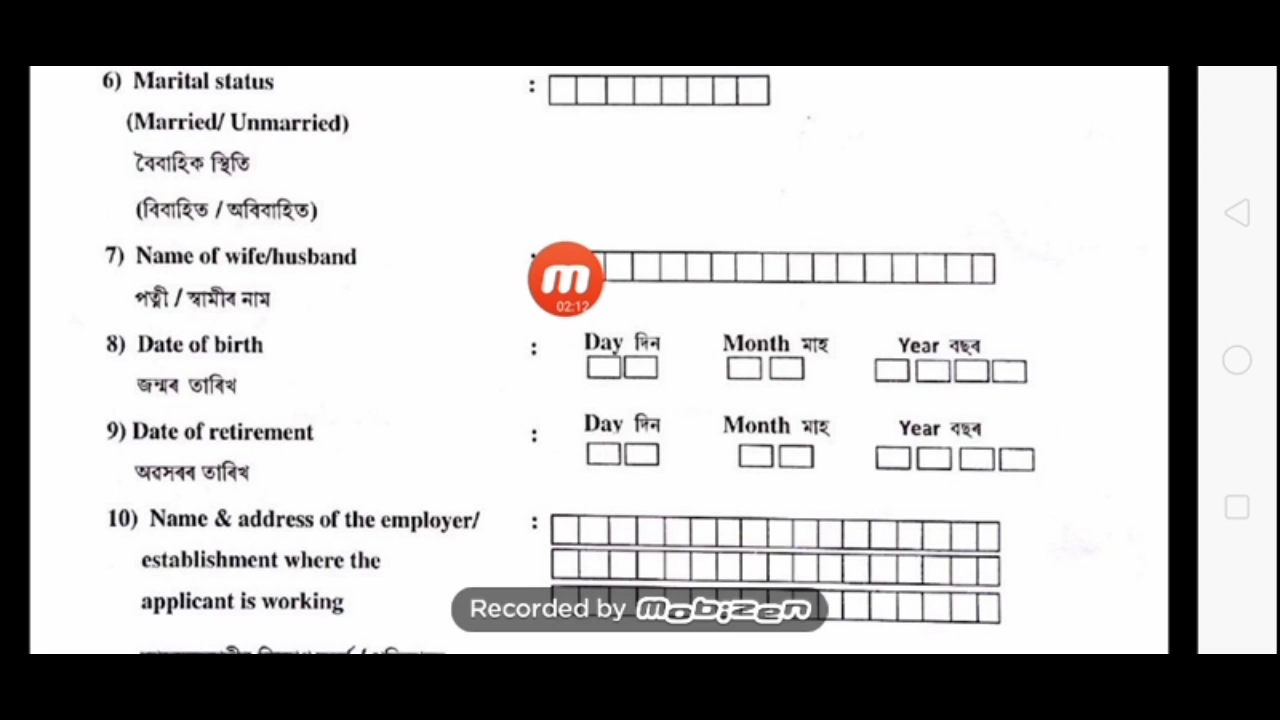 6) Marital status :
(Married/ Unmarried)
বৈবাহিক স্থিতি
(বিবাহিত / অবিবাহিত)
7) Name of wife/husband :
পত্নী / স্বামীৰ নাম
m
02:12
8) Date of birth : Day দিন Month মাহ Year বছৰ
জন্মৰ তাৰিখ
9) Date of retirement : Day দিন Month মাহ Year বছৰ
অৱসৰৰ তাৰিখ
10) Name & address of the employer/ :
establishment where the
applicant is working
Recorded by mobizen